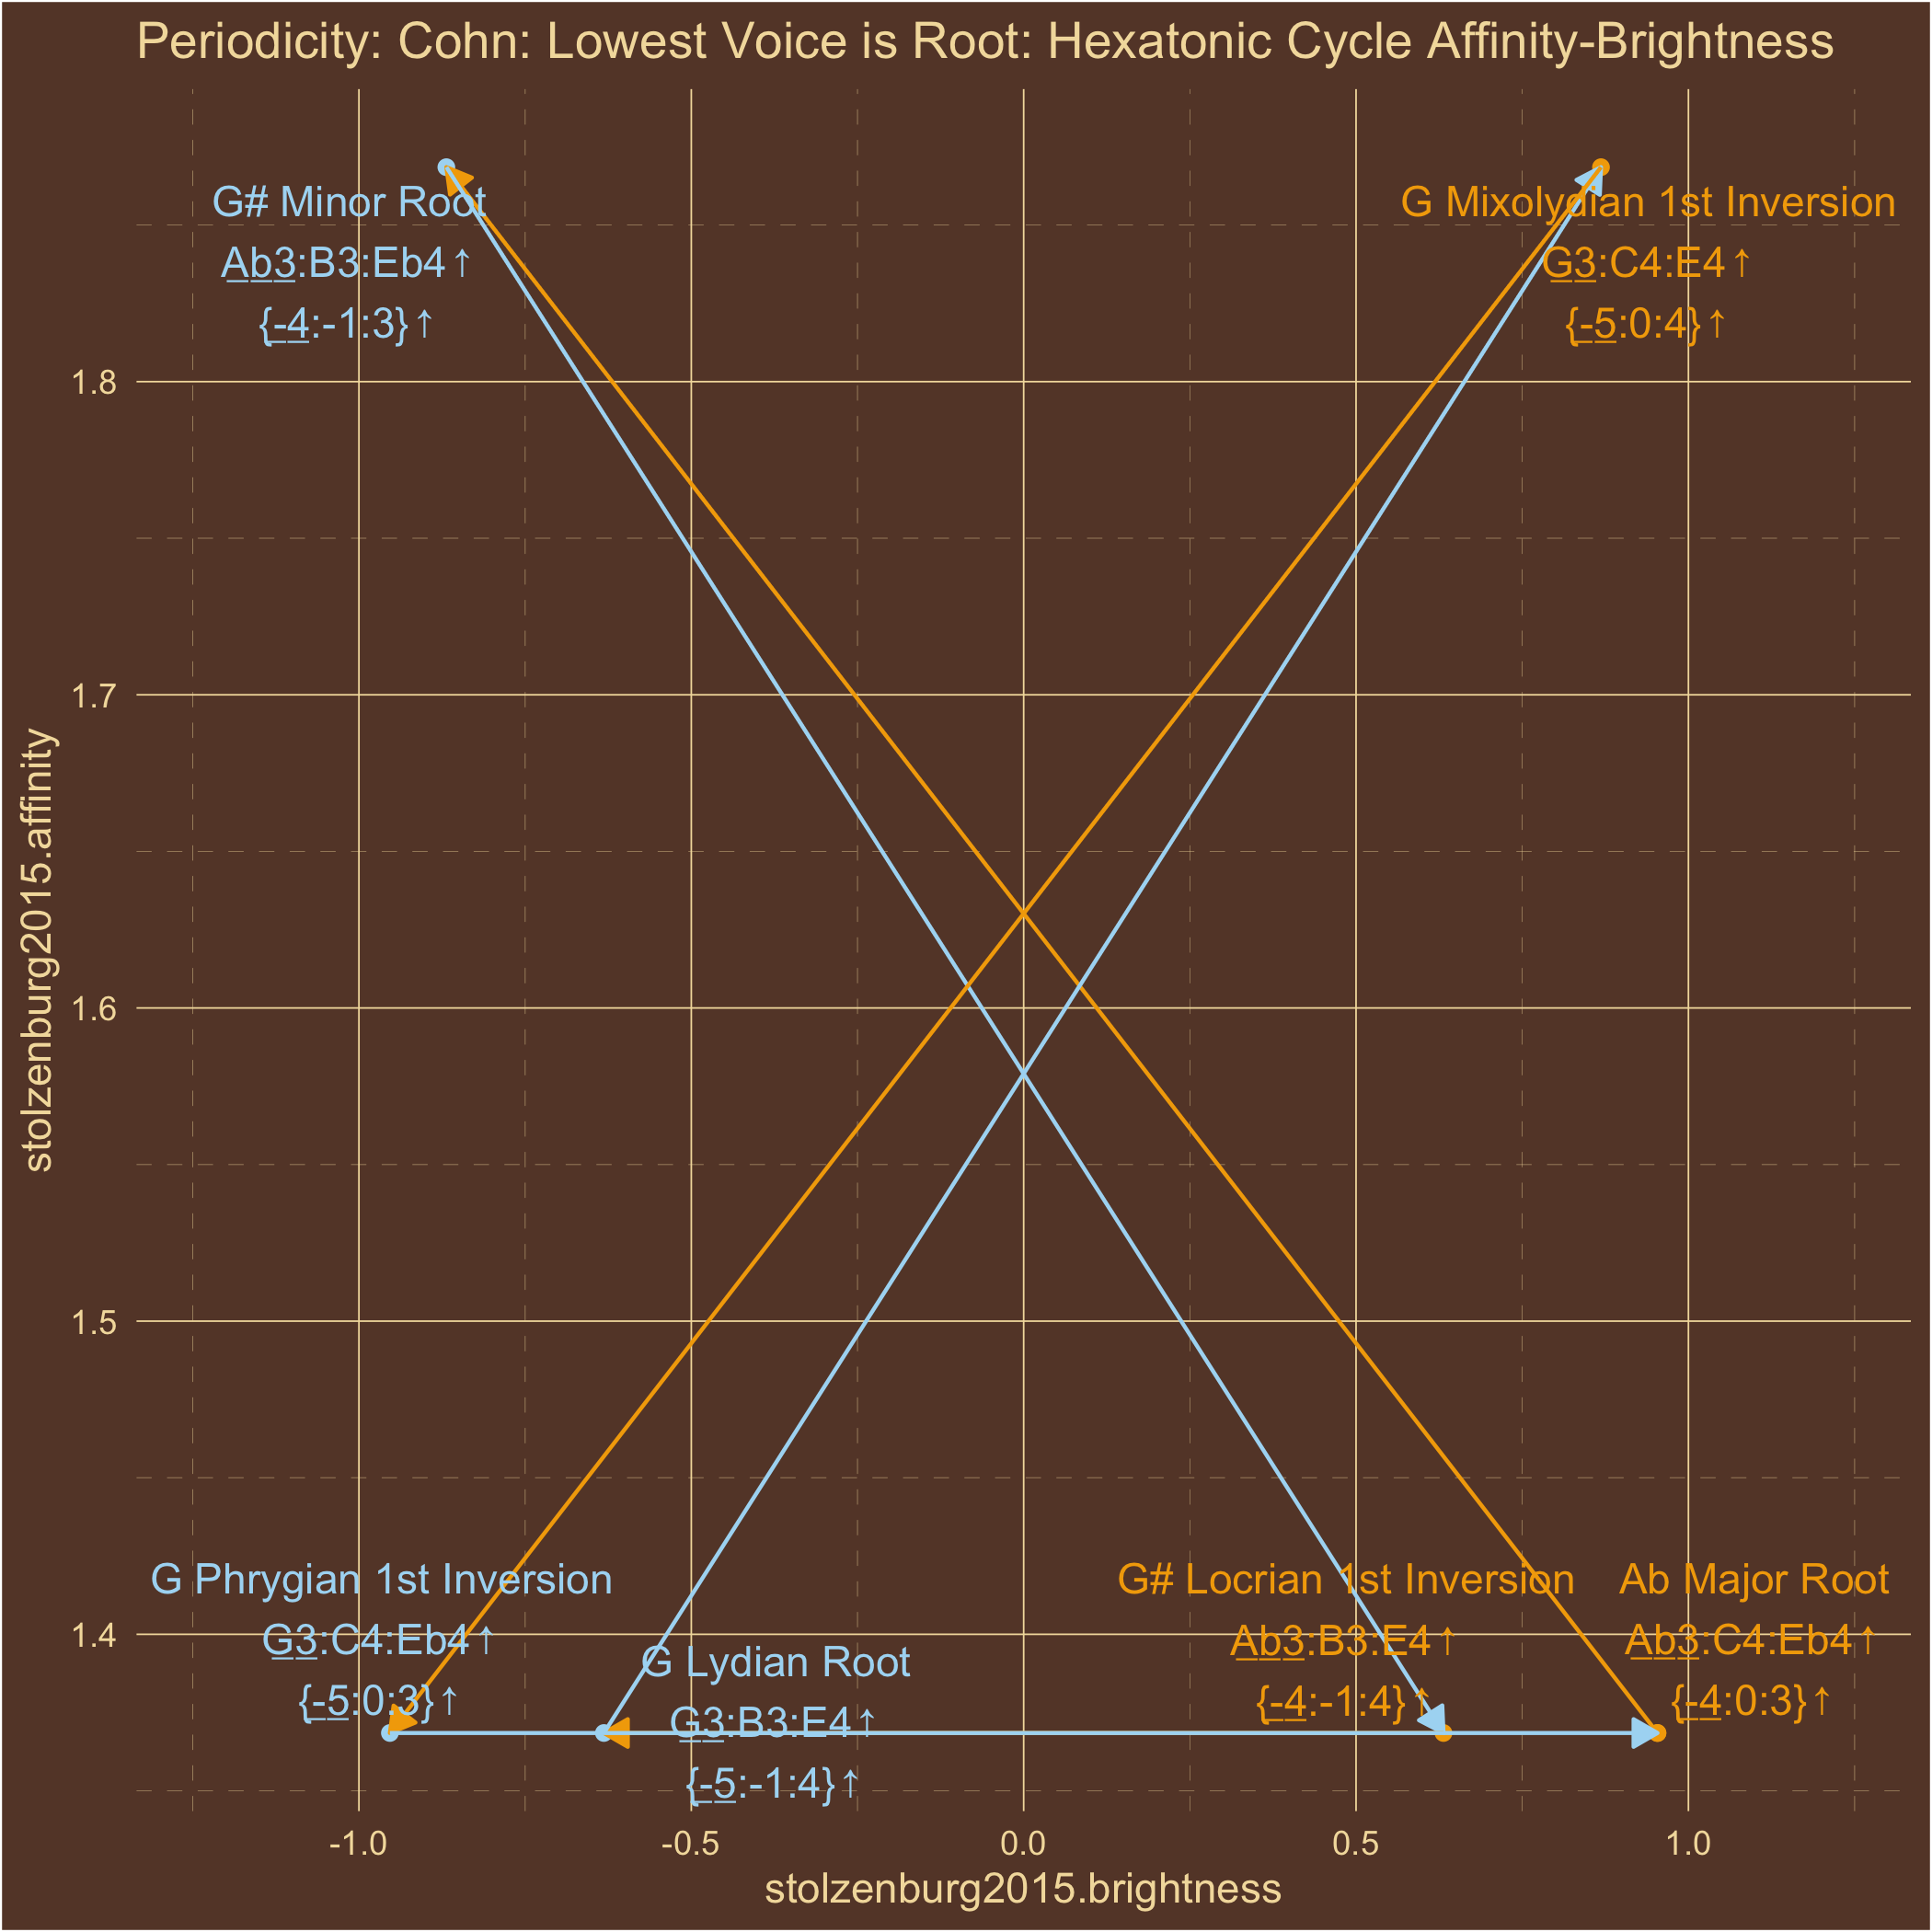 Periodicity: Cohn: Lowest Voice is Root: Hexatonic Cycle Affinity-Brightness
G# Minor Root
Ab3:B3:Eb4↑
{-4:-1:3}↑
G Mixolydian 1st Inversion
G3:C4:E4↑
{-5:0:4}↑
1.8
1.7
1.6
1.5
1.4
stolzenburg2015.affinity
G Phrygian 1st Inversion
G3:C4:Eb4↑
{-5:0:3}↑
G Lydian Root
G3:B3:E4↑
{-5:-1:4}↑
G# Locrian 1st Inversion
Ab3:B3:E4↑
{-4:-1:4}↑
Ab Major Root
Ab3:C4:Eb4↑
{-4:0:3}↑
-1.0 -0.5 0.0 0.5 1.0
stolzenburg2015.brightness